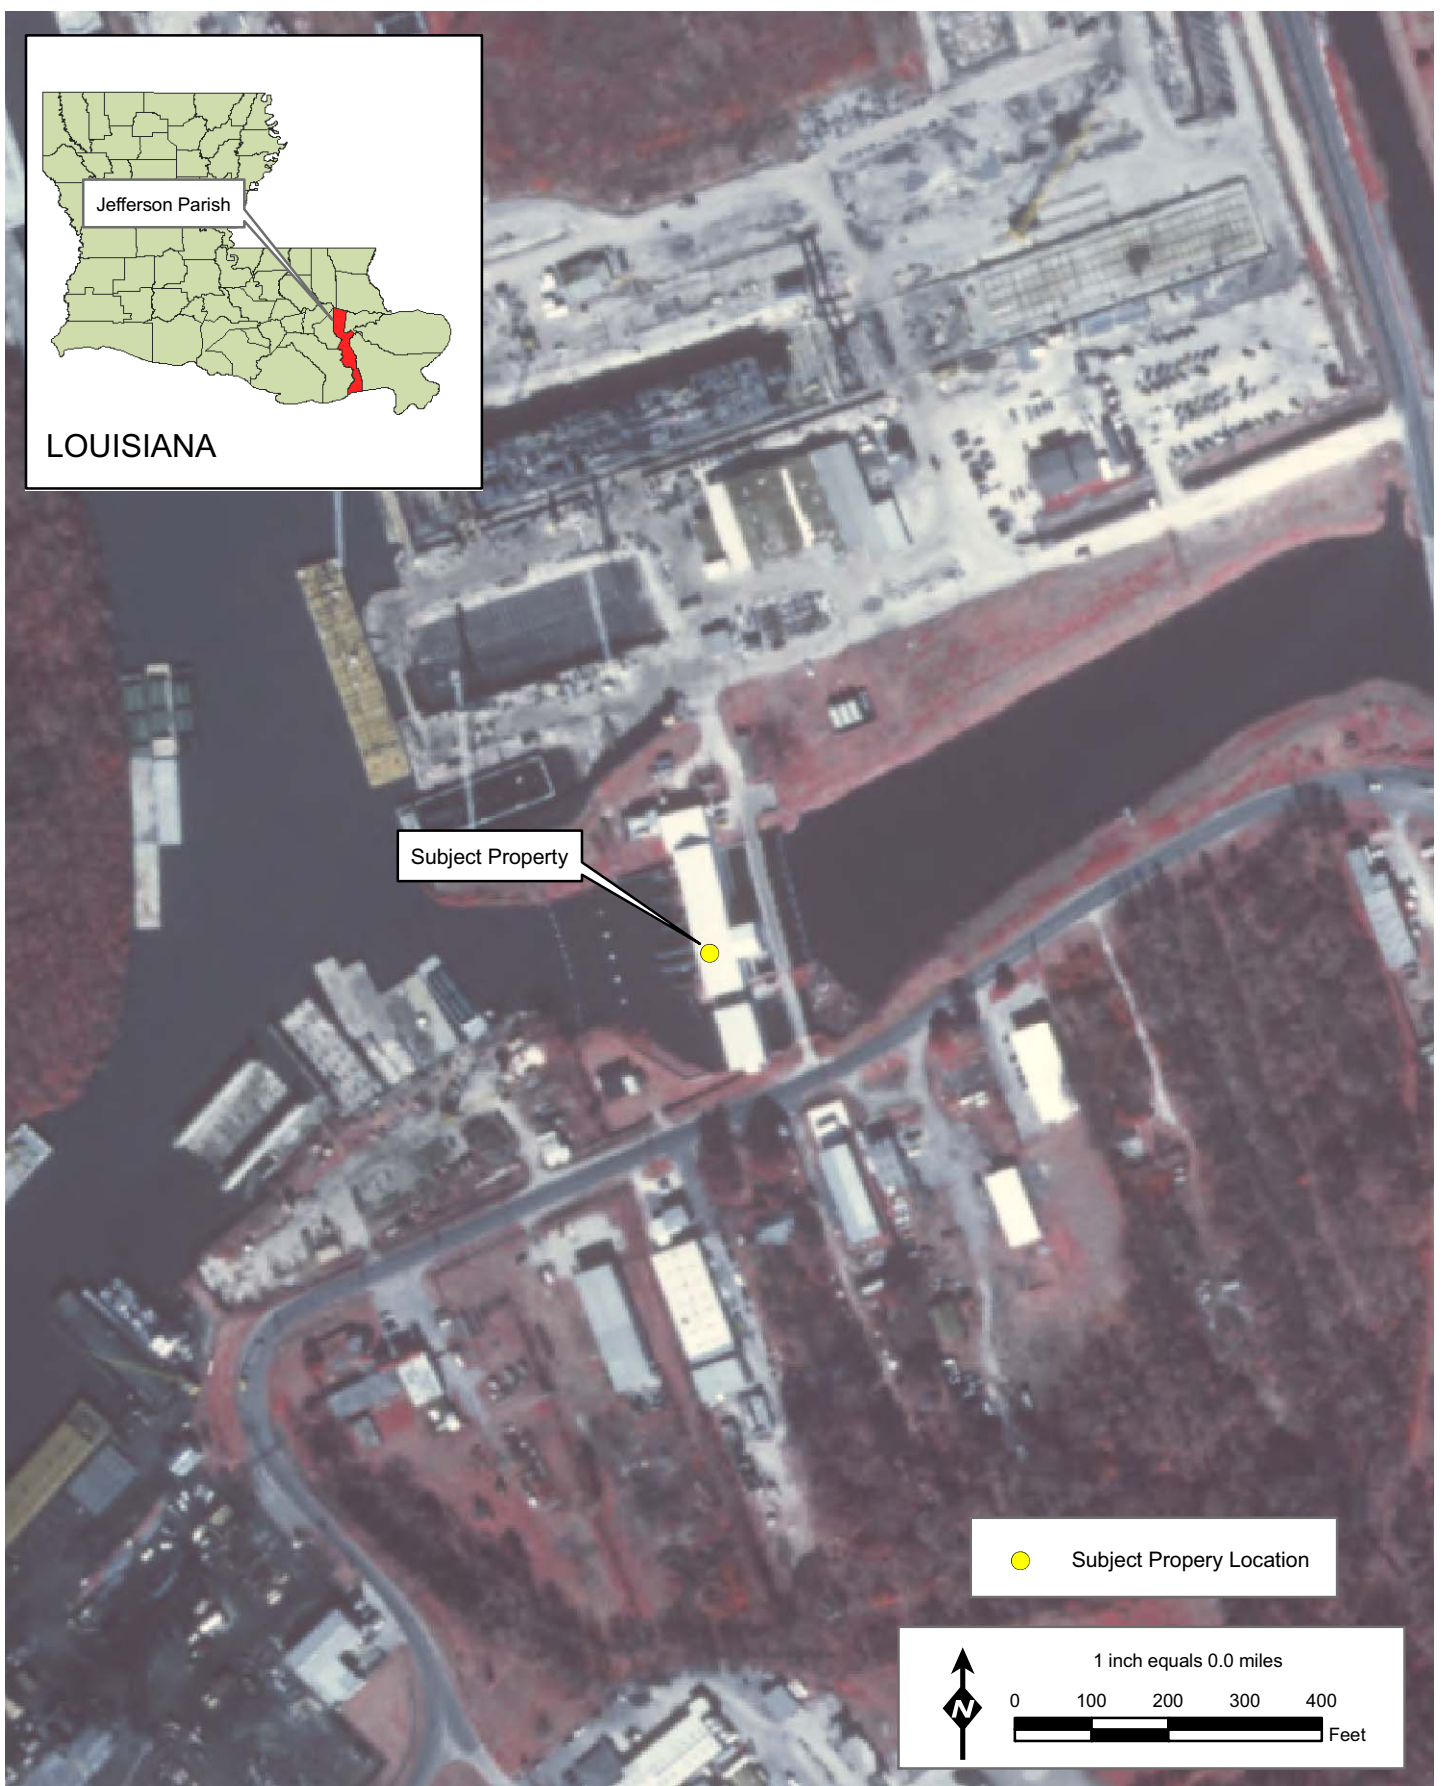 Jefferson Parish
LOUISIANA
Subject Property
Subject Propery Location
1 inch equals 0.0 miles
N
0 100 200 300 400
Feet